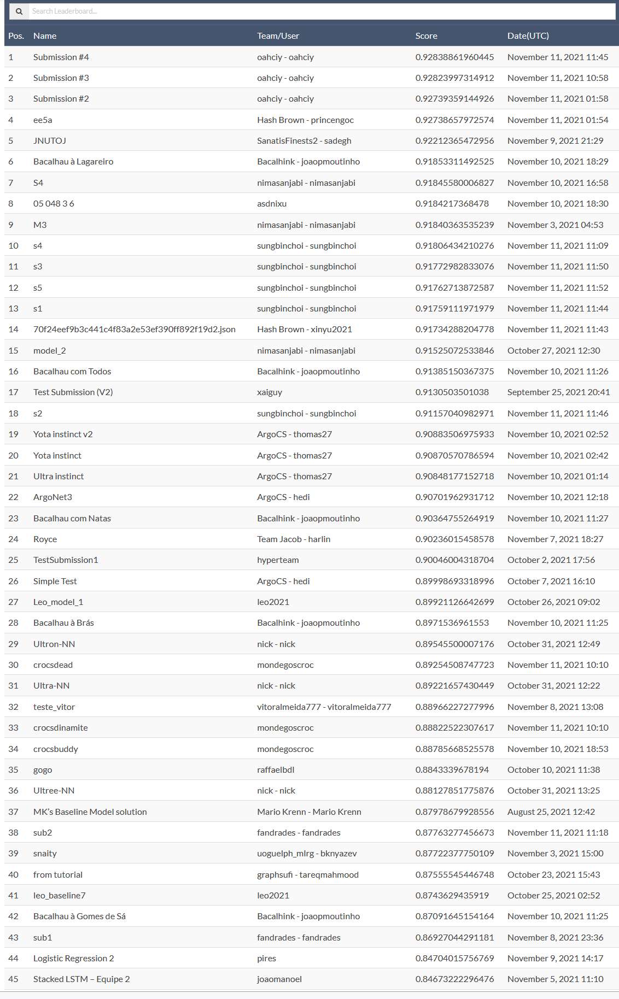 Search Leaderboard...
Pos. Name Team/User Score Date(UTC)
1 Submission #4 oahciy - oahciy 0.92838861960445 November 11, 2021 11:45
2 Submission #3 oahciy - oahciy 0.92823997314912 November 11, 2021 10:58
3 Submission #2 oahciy - oahciy 0.92739359144926 November 11, 2021 01:58
4 ee5a Hash Brown - princengoc 0.92738657972574 November 11, 2021 01:54
5 JNUTOJ SanatisFinests2 - sadegh 0.92212365472956 November 9, 2021 21:29
6 Bacalhau à Lagareiro Bacalhink - joaopmoutinho 0.91853311492525 November 10, 2021 18:29
7 S4 nimasanjabi - nimasanjabi 0.91845580006827 November 10, 2021 16:58
8 05 048 3 6 asdnixu 0.9184217368478 November 10, 2021 18:30
9 M3 nimasanjabi - nimasanjabi 0.91840363535239 November 3, 2021 04:53
10 s4 sungbinchoi - sungbinchoi 0.91806434210276 November 11, 2021 11:09
11 s3 sungbinchoi - sungbinchoi 0.91772982833076 November 11, 2021 11:50
12 s5 sungbinchoi - sungbinchoi 0.91762713872587 November 11, 2021 11:52
13 s1 sungbinchoi - sungbinchoi 0.91759111971979 November 11, 2021 11:44
14 70f24eef9b3c441c4f83a2e53ef390ff892f19d2.json Hash Brown - xinyu2021 0.91734288204778 November 11, 2021 11:43
15 model_2 nimasanjabi - nimasanjabi 0.91525072533846 October 27, 2021 12:30
16 Bacalhau com Todos Bacalhink - joaopmoutinho 0.91385150367375 November 10, 2021 11:26
17 Test Submission (V2) xaiguy 0.9130503501038 September 25, 2021 20:41
18 s2 sungbinchoi - sungbinchoi 0.91157040982971 November 11, 2021 11:46
19 Yota instinct v2 ArgoCS - thomas27 0.90883506975933 November 10, 2021 02:52
20 Yota instinct ArgoCS - thomas27 0.90870570786594 November 10, 2021 02:42
21 Ultra instinct ArgoCS - thomas27 0.90848177152718 November 10, 2021 01:14
22 ArgoNet3 ArgoCS - hedi 0.90701962931712 November 10, 2021 12:18
23 Bacalhau com Natas Bacalhink - joaopmoutinho 0.90364755264919 November 10, 2021 11:27
24 Royce Team Jacob - harlin 0.90236015458578 November 7, 2021 18:27
25 TestSubmission1 hyperteam 0.90046004318704 October 2, 2021 17:56
26 Simple Test ArgoCS - hedi 0.89998693318996 October 7, 2021 16:10
27 Leo_model_1 leo2021 0.89921126642699 October 26, 2021 09:02
28 Bacalhau à Brás Bacalhink - joaopmoutinho 0.8971536961553 November 10, 2021 11:25
29 Ultron-NN nick - nick 0.89545500007176 October 31, 2021 12:49
30 crocsdead mondegoscroc 0.89254508747723 November 11, 2021 10:10
31 Ultra-NN nick - nick 0.89221657430449 October 31, 2021 12:22
32 teste_vitor vitoralmeida777 - vitoralmeida777 0.88966227277996 November 8, 2021 13:08
33 crocsdinamite mondegoscroc 0.88822522307617 November 11, 2021 10:10
34 crocsbuddy mondegoscroc 0.88785668525578 November 10, 2021 18:53
35 gogo raffaelbdl 0.8843339678194 October 10, 2021 11:38
36 Ultree-NN nick - nick 0.88127851775876 October 31, 2021 13:25
37 MK’s Baseline Model solution Mario Krenn - Mario Krenn 0.87978679928556 August 25, 2021 12:42
38 sub2 fandrades - fandrades 0.87763277456673 November 11, 2021 11:18
39 snaity uoguelph_mlrg - bknyazev 0.87722377750109 November 3, 2021 15:00
40 from tutorial graphsufi - tareqmahmood 0.87555545446748 October 23, 2021 15:43
41 leo_baseline7 leo2021 0.8743629435919 October 25, 2021 02:52
42 Bacalhau à Gomes de Sá Bacalhink - joaopmoutinho 0.87091645154164 November 10, 2021 11:25
43 sub1 fandrades - fandrades 0.86927044291181 November 8, 2021 23:36
44 Logistic Regression 2 pires 0.84704015756769 November 9, 2021 14:17
45 Stacked LSTM – Equipe 2 joaomanoel 0.84673222296476 November 5, 2021 11:10